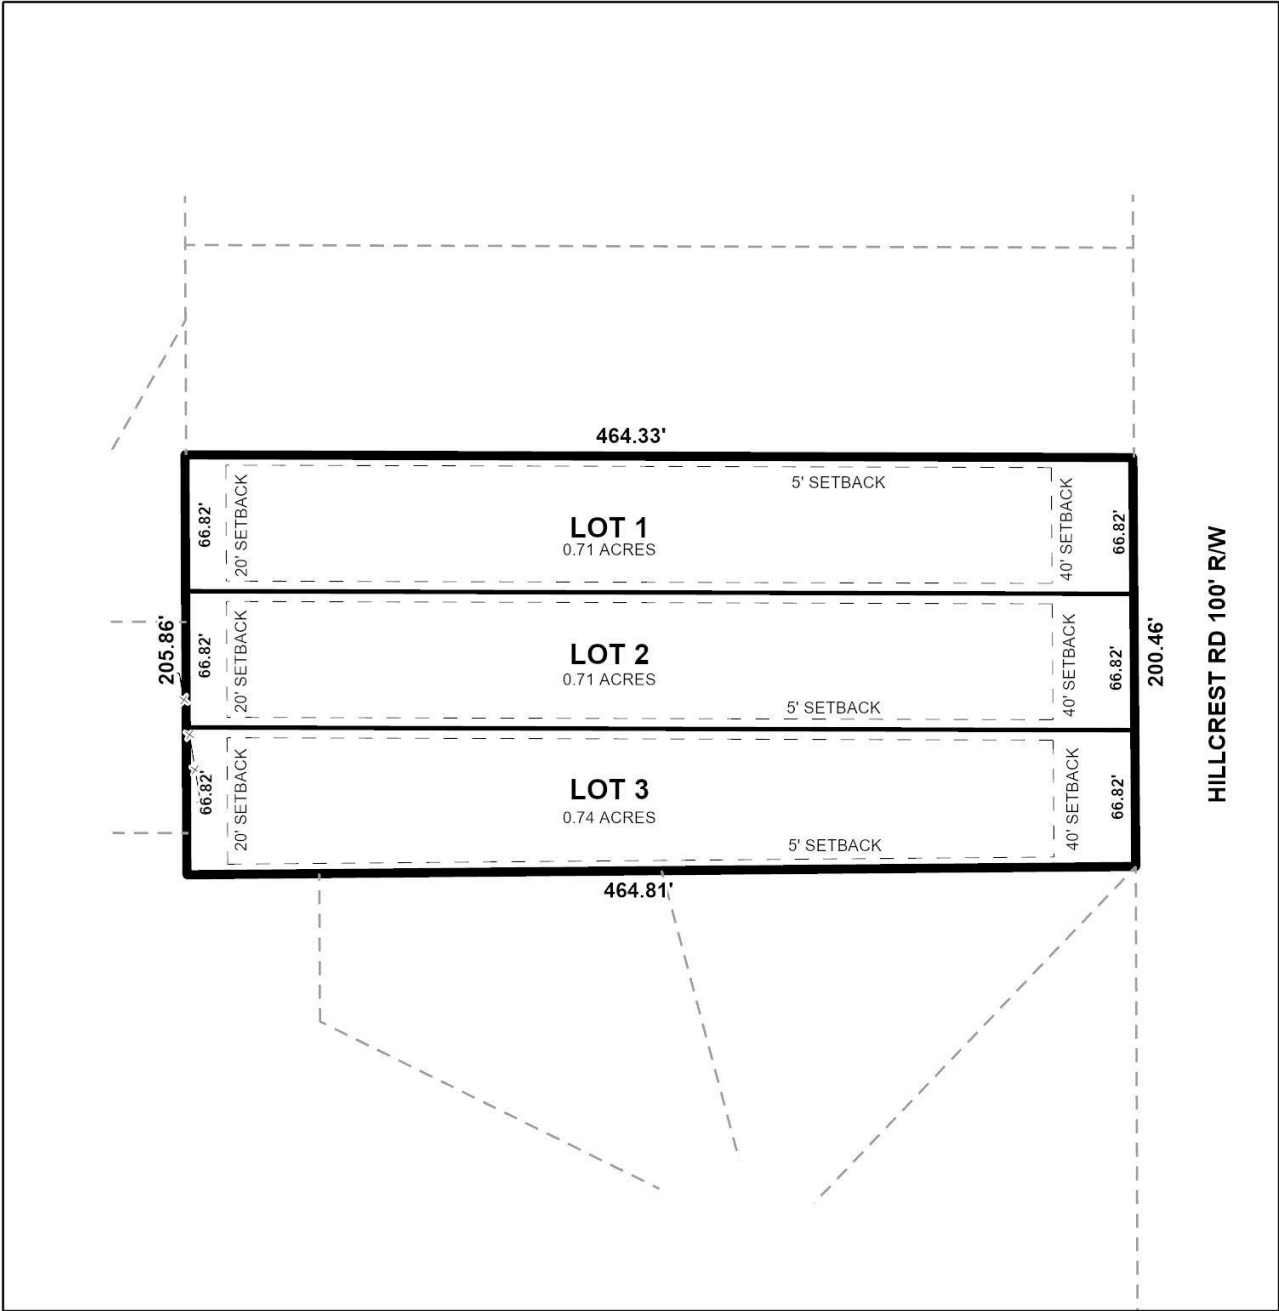 464.33'
5' SETBACK
20' SETBACK
66.82'
LOT 1
0.71 ACRES
40' SETBACK
66.82'
HILLCREST RD 100' R/W
205.86'
66.82'
20' SETBACK
LOT 2
0.71 ACRES
5' SETBACK
40' SETBACK
66.82'
200.46'
66.82'
20' SETBACK
LOT 3
0.74 ACRES
5' SETBACK
40' SETBACK
66.82'
464.81'